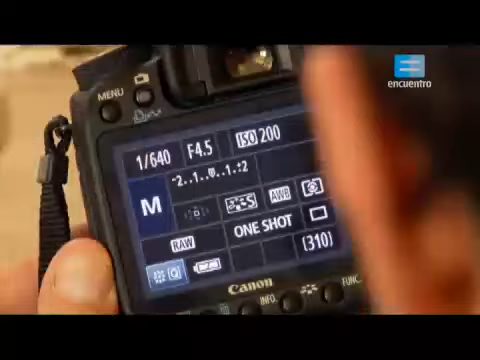 encuentro
MENU
1/640 F4.5 ISO 200
-2..1..0..1..+2
M
S AWB
RAW ONE SHOT
Q (310)
Canon
INFO. FUNC.